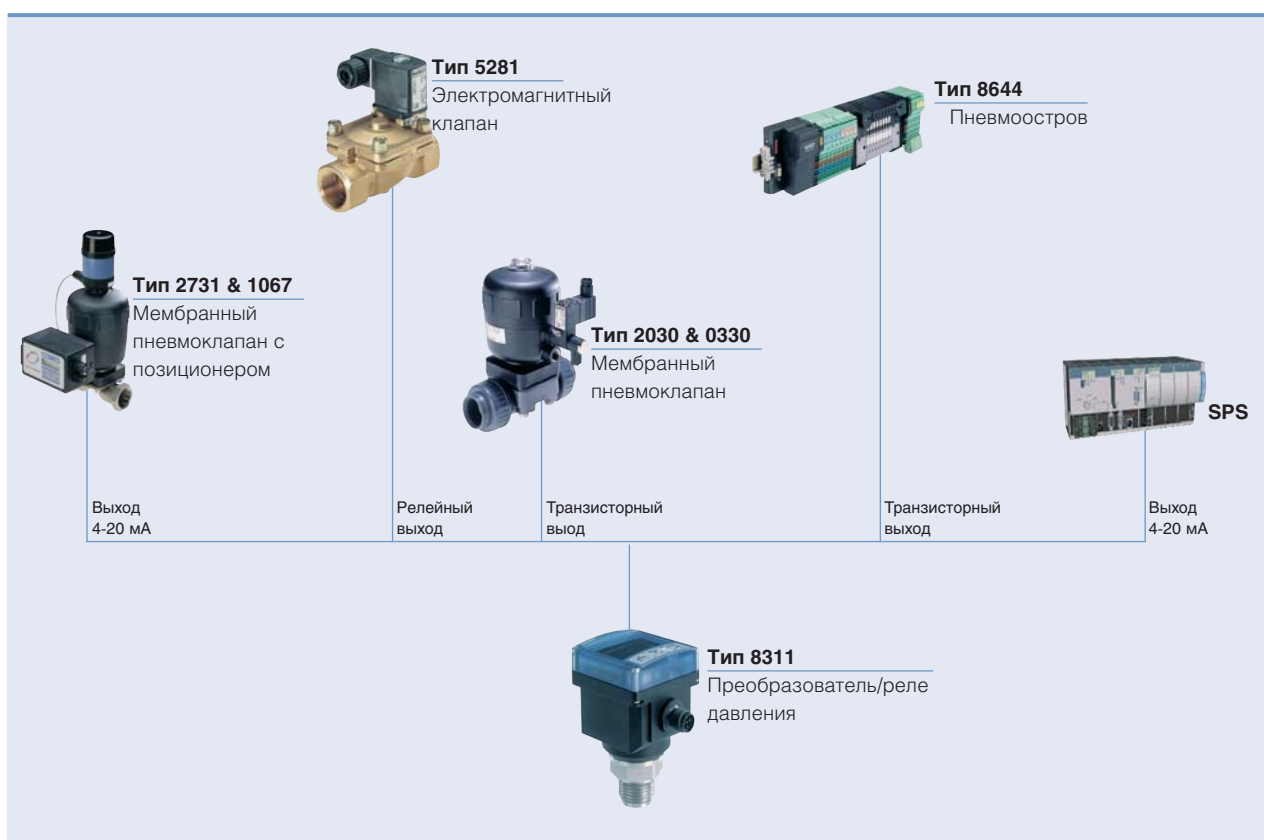 Тип 5281
Электромагнитный
клапан
Тип 8644
Пневмоостров
Тип 2731 & 1067
Мембранный
пневмоклапан с
позиционером
Тип 2030 & 0330
Мембранный
пневмоклапан
SPS
Выход
4-20 мА
Релейный
выход
Транзисторный
выод
Транзисторный
выход
Выход
4-20 мА
Тип 8311
Преобразователь/реле
давления